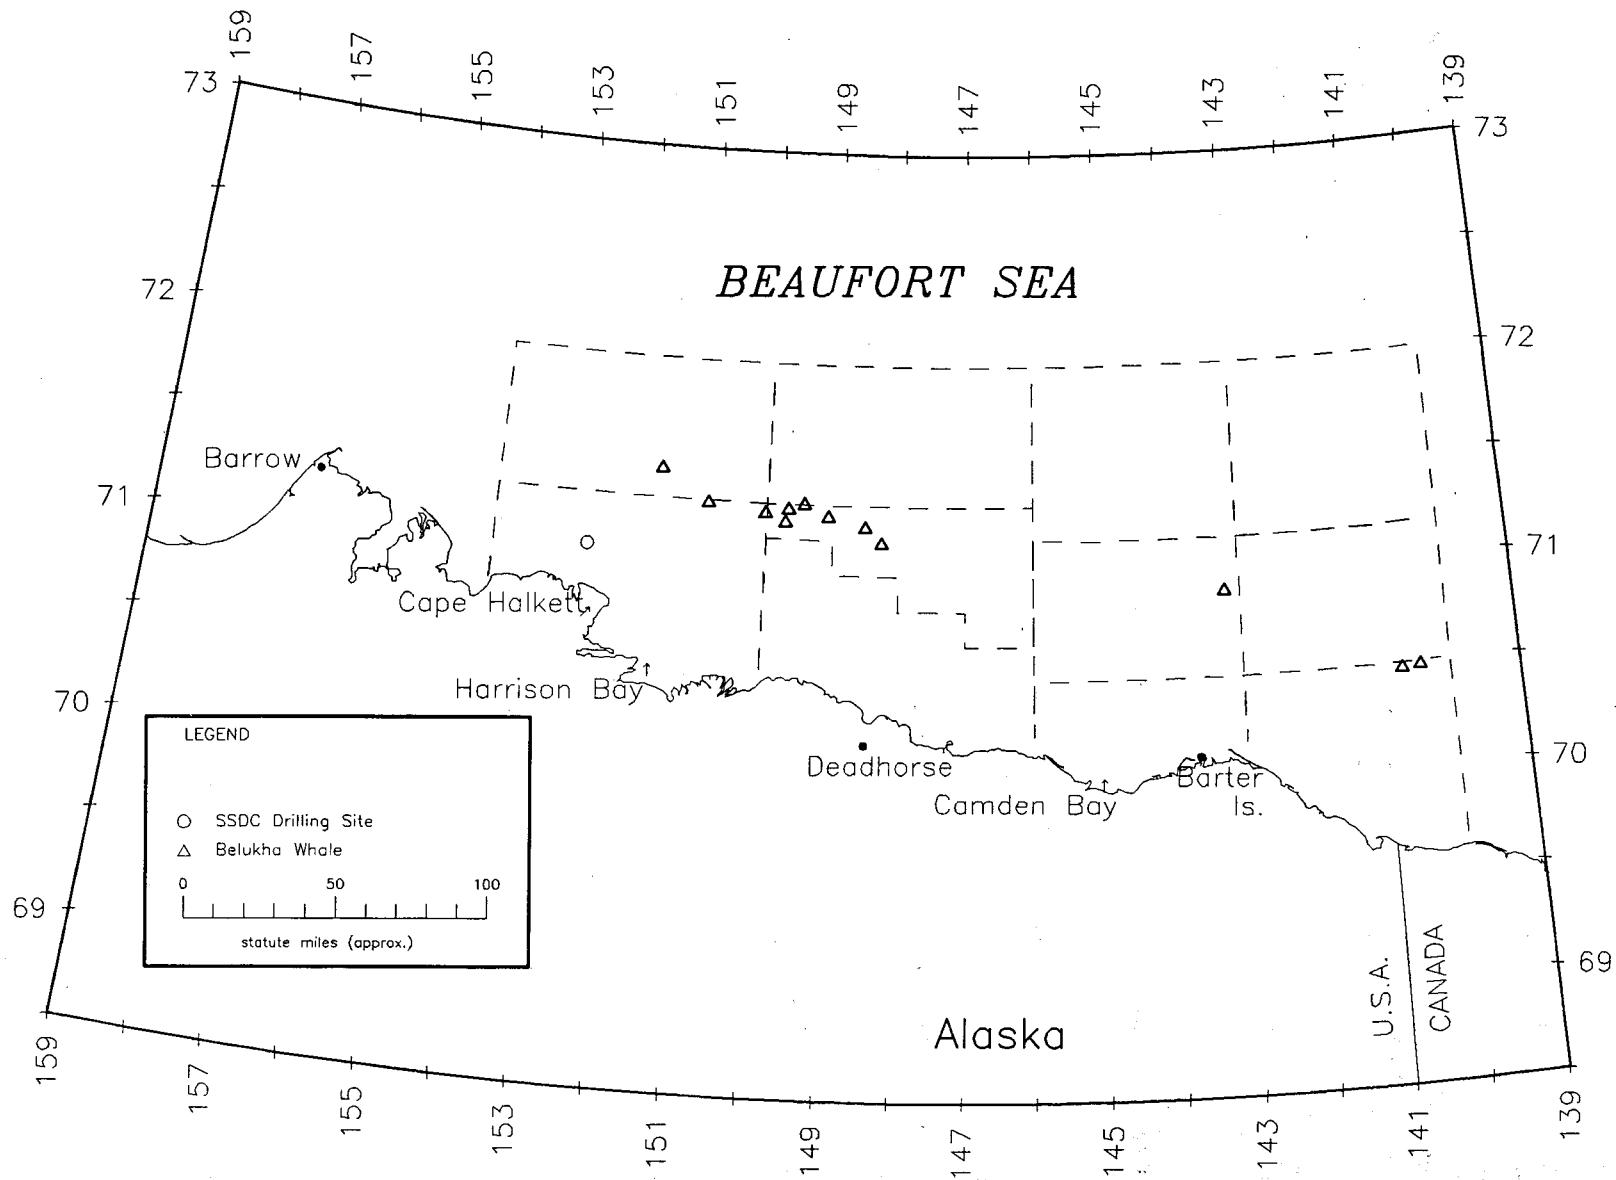 159
157
155
153
151
149
147
145
143
141
139
73
73
BEAUFORT SEA
72
72
Barrow
71
71
Cape Halkett
Harrison Bay
70
70
Deadhorse
Camden Bay
Barter
Is.
LEGEND
SSDC Drilling Site
Belukha Whale
0 50 100
statute miles (approx.)
69
69
U.S.A.
CANADA
Alaska
159
157
155
153
151
149
147
145
143
141
139